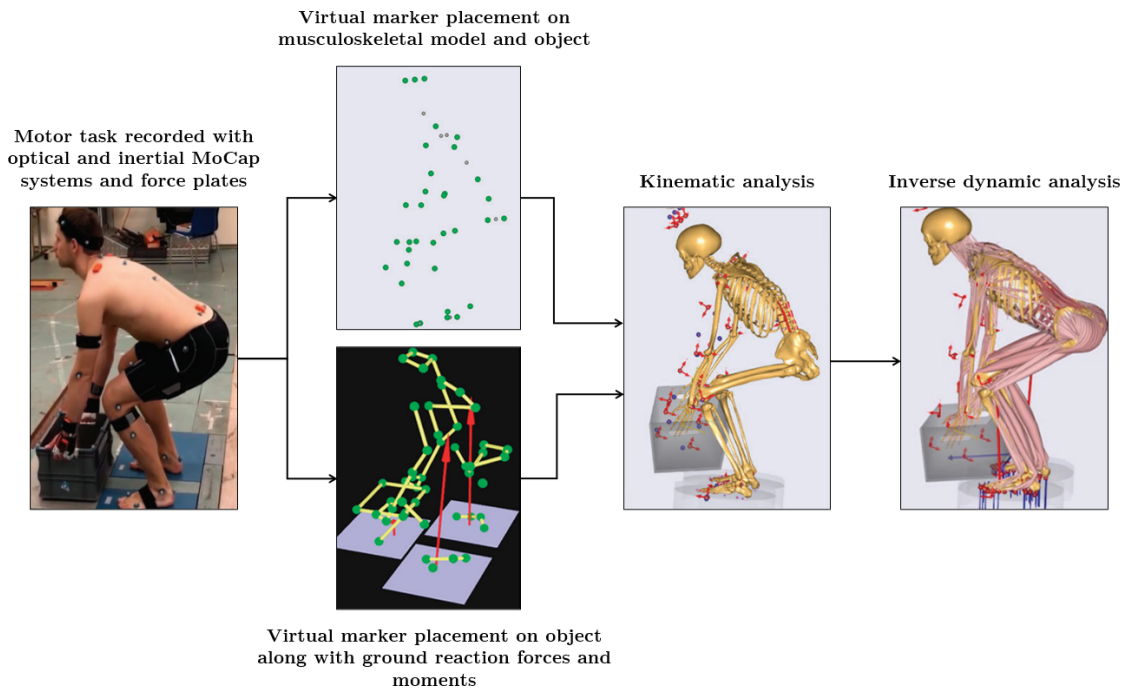 Virtual marker placement on
musculoskeletal model and object
Motor task recorded with
optical and inertial MoCap
systems and force plates
Kinematic analysis
Inverse dynamic analysis
Virtual marker placement on object
along with ground reaction forces and
moments